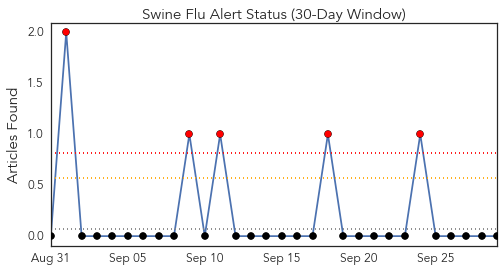 Swine Flu Alert Status (30-Day Window)
Articles Found
2.0
1.5
1.0
0.5
0.0
Aug 31 Sep 05 Sep 10 Sep 15 Sep 20 Sep 25